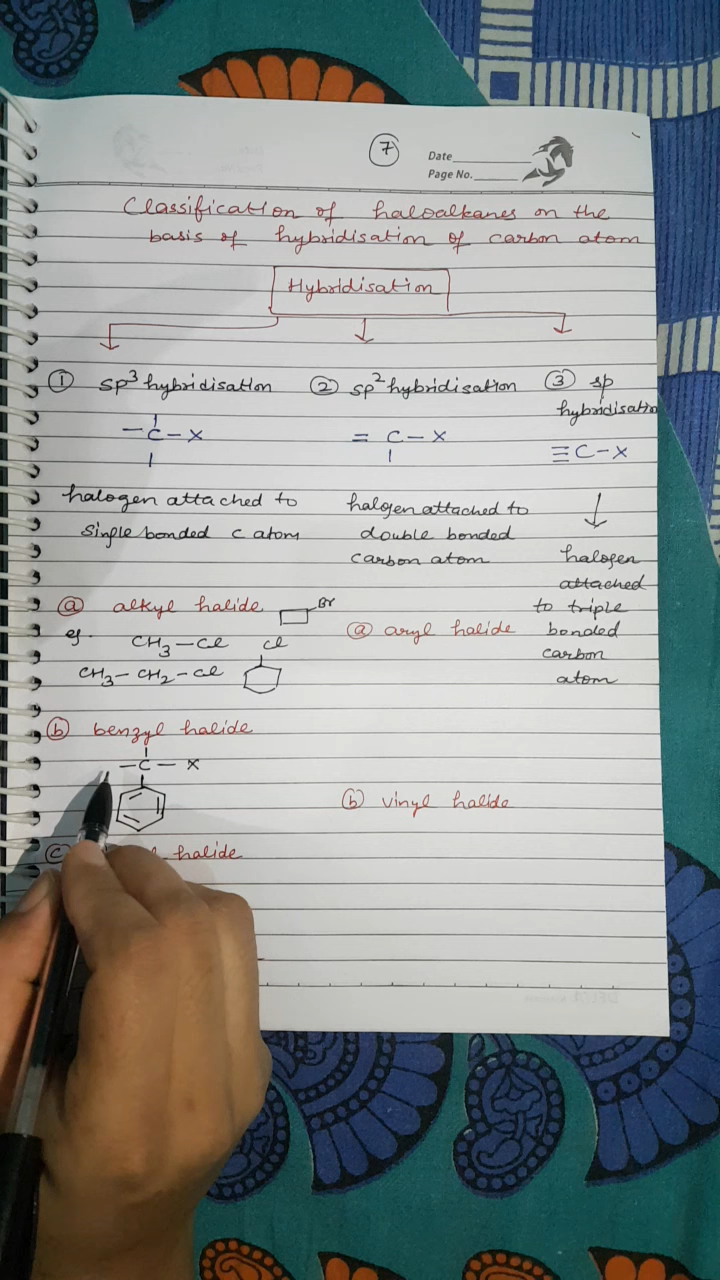 7
Date
Page No.
Classification of haloalkanes on the
basis of hybridisation of carbon atom
Hybridisation
① sp³ hybridisation
-C-X
halogen attached to
single bonded c atom
ⓐ alkyl halide Br
eg. CH₃-Cl Cl
CH₃-CH₂-Cl
ⓑ benzyl halide
-C-X
ⓒ halide
② sp² hybridisation
= C-X
halogen attached to
double bonded
carbon atom
ⓐ aryl halide
ⓑ vinyl halide
③ sp
hybridisatio
≡C-X
halogen
attached
to triple
bonded
carbon
atom